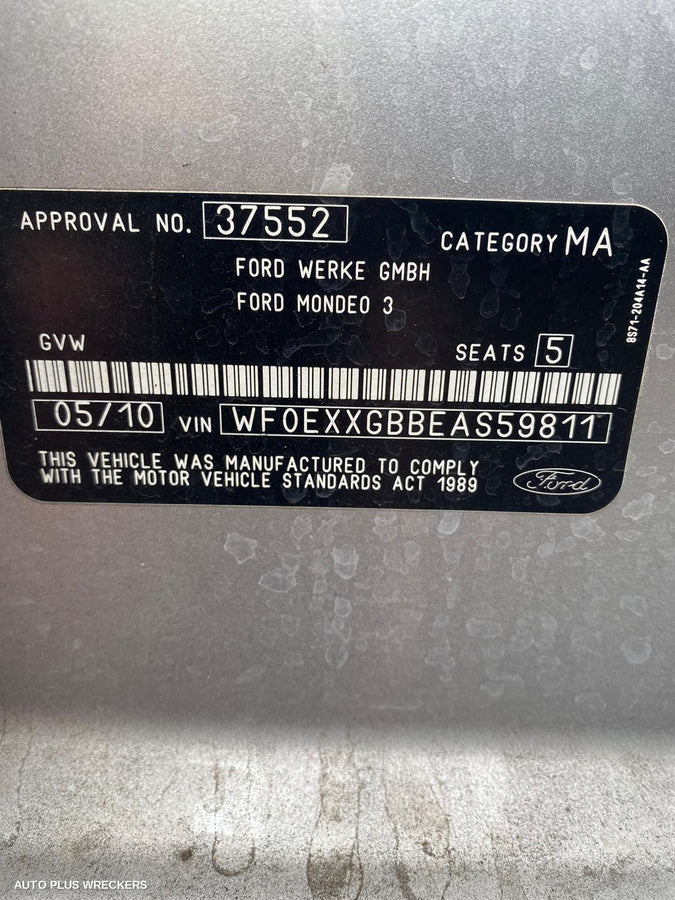 APPROVAL NO. 37552
CATEGORY MA
FORD WERKE GMBH
FORD MONDEO 3
8S71-204A14-AA
GVW
SEATS 5
05/10 VIN WF0EXXGBBEAS59811
THIS VEHICLE WAS MANUFACTURED TO COMPLY
WITH THE MOTOR VEHICLE STANDARDS ACT 1989
Ford
AUTO PLUS WRECKERS